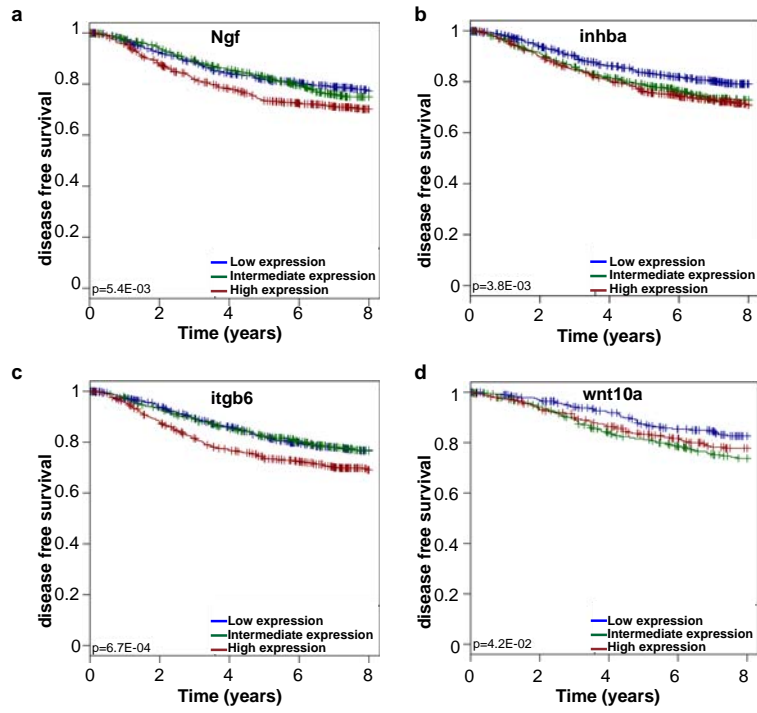 a
Ngf
disease free survival
1
0.8
0.6
0.4
0.2
0
Low expression
Intermediate expression
High expression
p=5.4E-03
0 2 4 6 8
Time (years)
b
inhba
disease free survival
1
0.8
0.6
0.4
0.2
0
Low expression
Intermediate expression
High expression
p=3.8E-03
0 2 4 6 8
Time (years)
c
itgb6
disease free survival
1
0.8
0.6
0.4
0.2
0
Low expression
Intermediate expression
High expression
p=6.7E-04
0 2 4 6 8
Time (years)
d
wnt10a
disease free survival
1
0.8
0.6
0.4
0.2
0
Low expression
Intermediate expression
High expression
p=4.2E-02
0 2 4 6 8
Time (years)